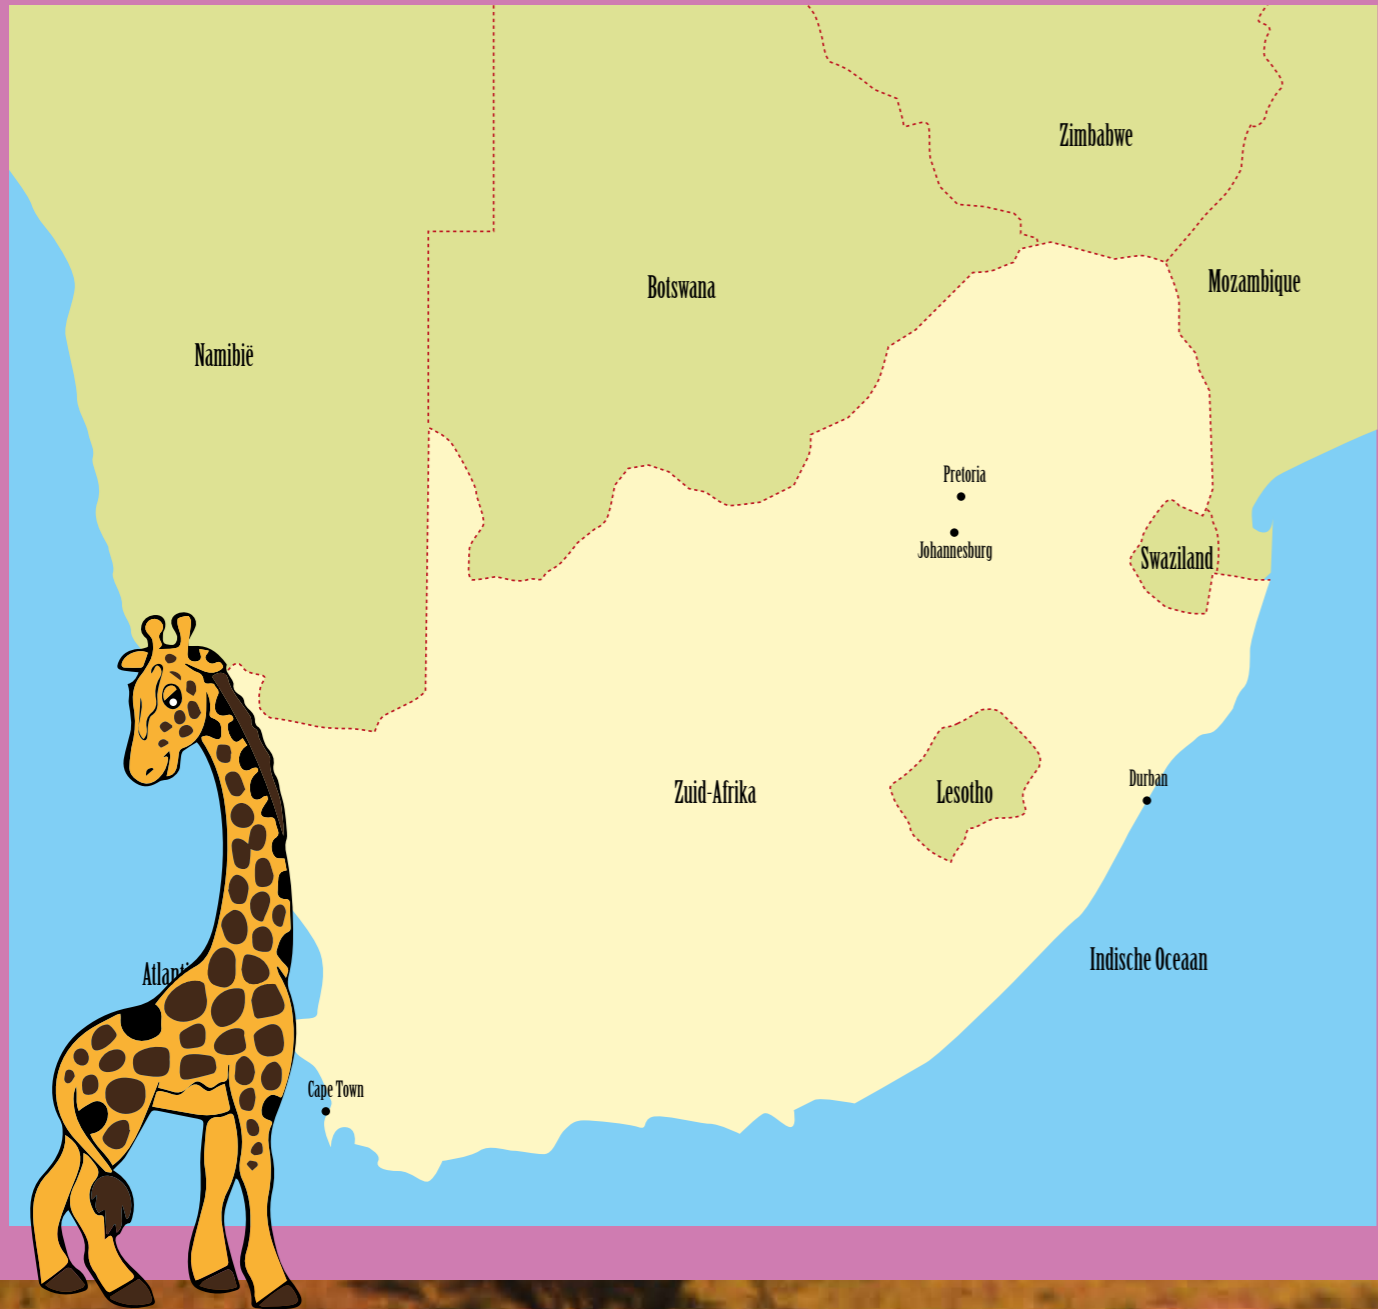 Zimbabwe
Mozambique
Botswana
Namibië
Pretoria
Johannesburg
Swaziland
Durban
Zuid-Afrika
Lesotho
Indische Oceaan
Cape Town